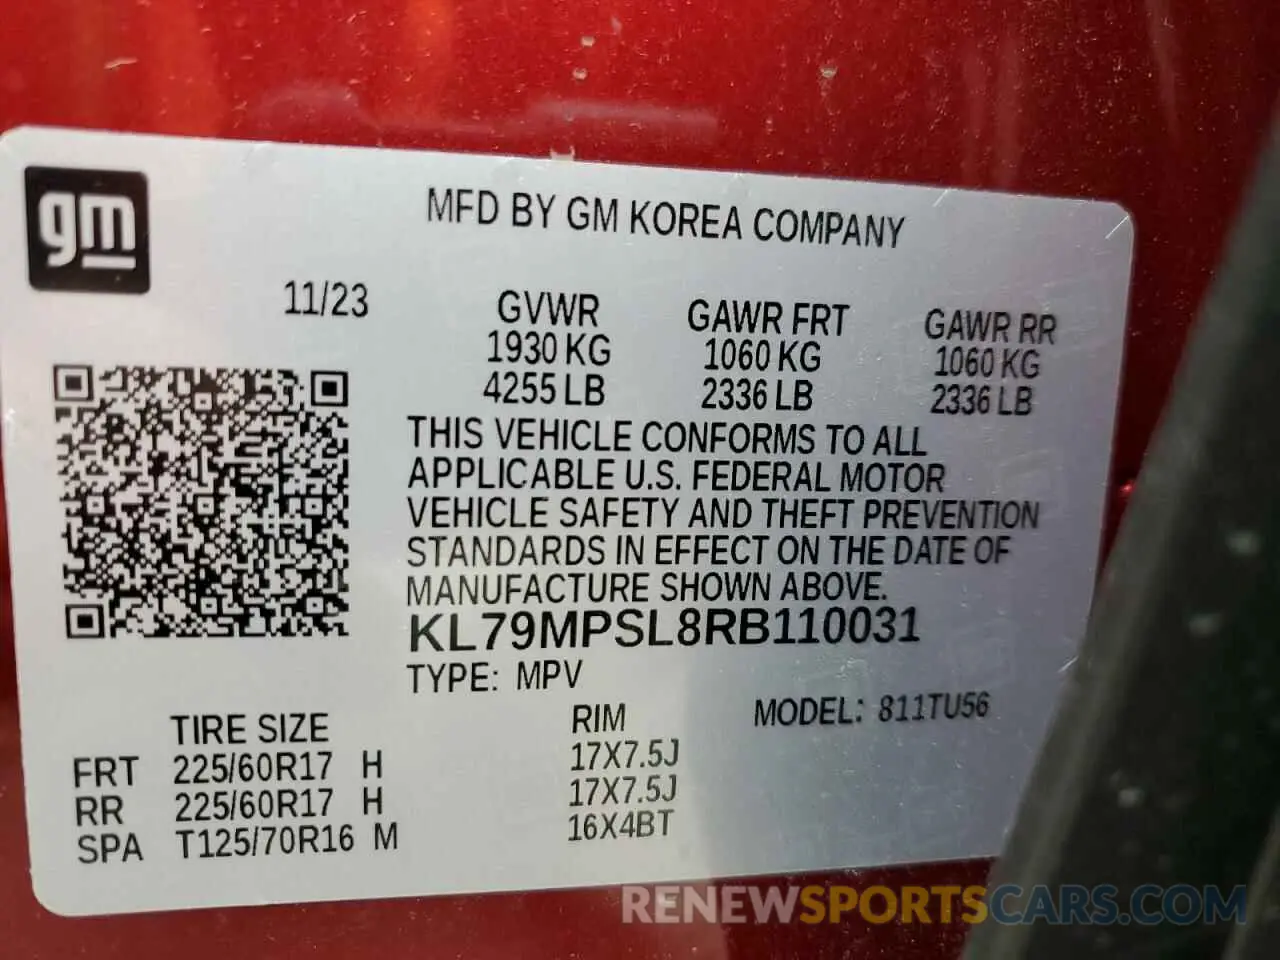 gm
MFD BY GM KOREA COMPANY
11/23 GVWR GAWR FRT GAWR RR
1930 KG 1060 KG 1060 KG
4255 LB 2336 LB 2336 LB
THIS VEHICLE CONFORMS TO ALL
APPLICABLE U.S. FEDERAL MOTOR
VEHICLE SAFETY AND THEFT PREVENTION
STANDARDS IN EFFECT ON THE DATE OF
MANUFACTURE SHOWN ABOVE.
KL79MPSL8RB110031
TYPE: MPV
MODEL: 811TU56
TIRE SIZE RIM
FRT 225/60R17 H 17X7.5J
RR 225/60R17 H 17X7.5J
SPA T125/70R16 M 16X4BT
RENEWSPORTSCARS.COM